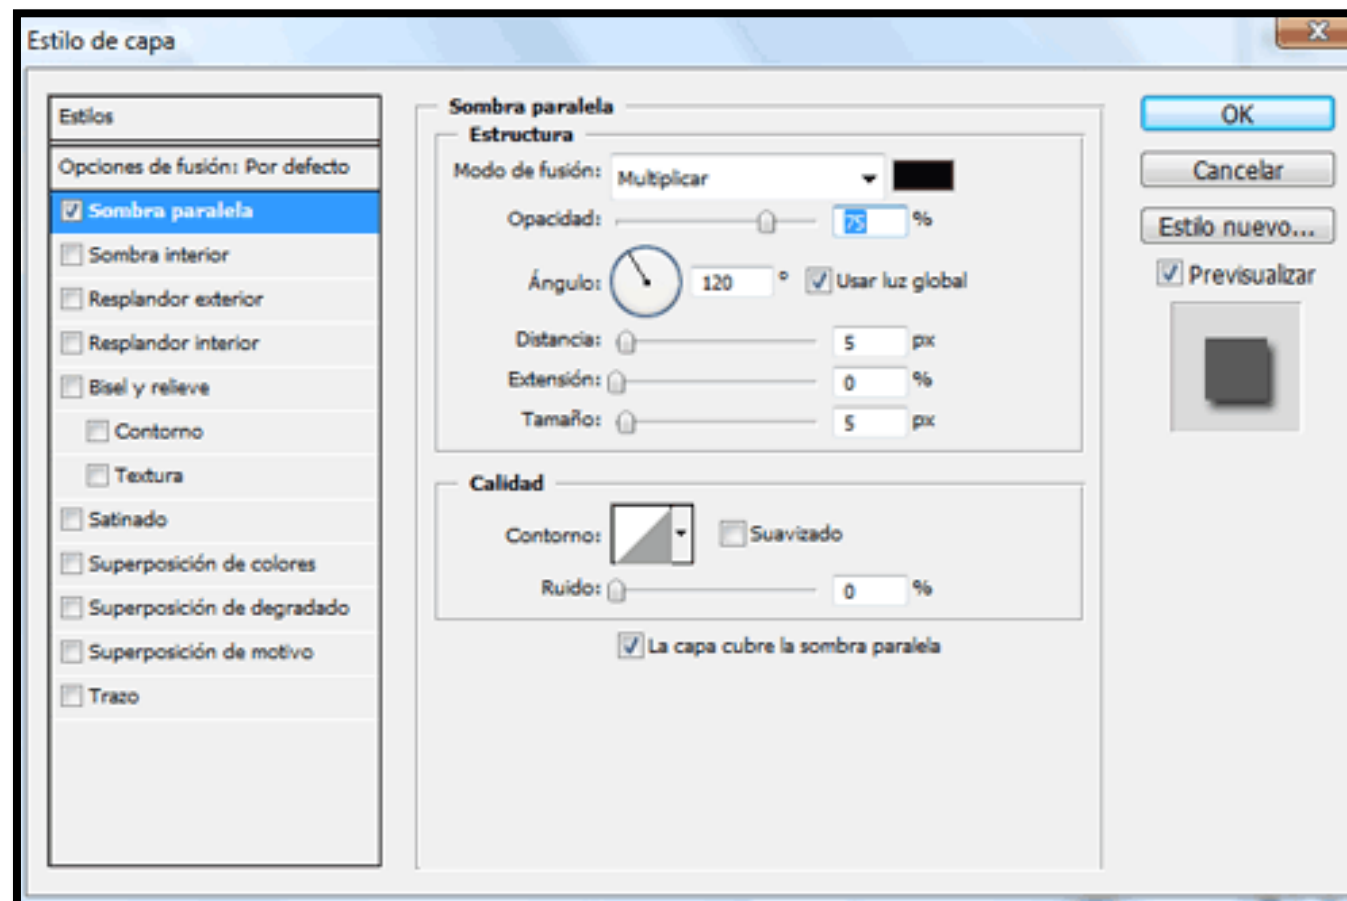 Estilo de capa
Estilos
Opciones de fusión: Por defecto
Sombra paralela
Sombra interior
Resplandor exterior
Resplandor interior
Bisel y relieve
Contorno
Textura
Satinado
Superposición de colores
Superposición de degradado
Superposición de motivo
Trazo
Sombra paralela
Estructura
Modo de fusión: Multiplicar
Opacidad: 75 %
Ángulo: 120 ° Usar luz global
Distancia: 5 px
Extensión: 0 %
Tamaño: 5 px
Calidad
Contorno: Suavizado
Ruido: 0 %
La capa cubre la sombra paralela
OK
Cancelar
Estilo nuevo...
Previsualizar